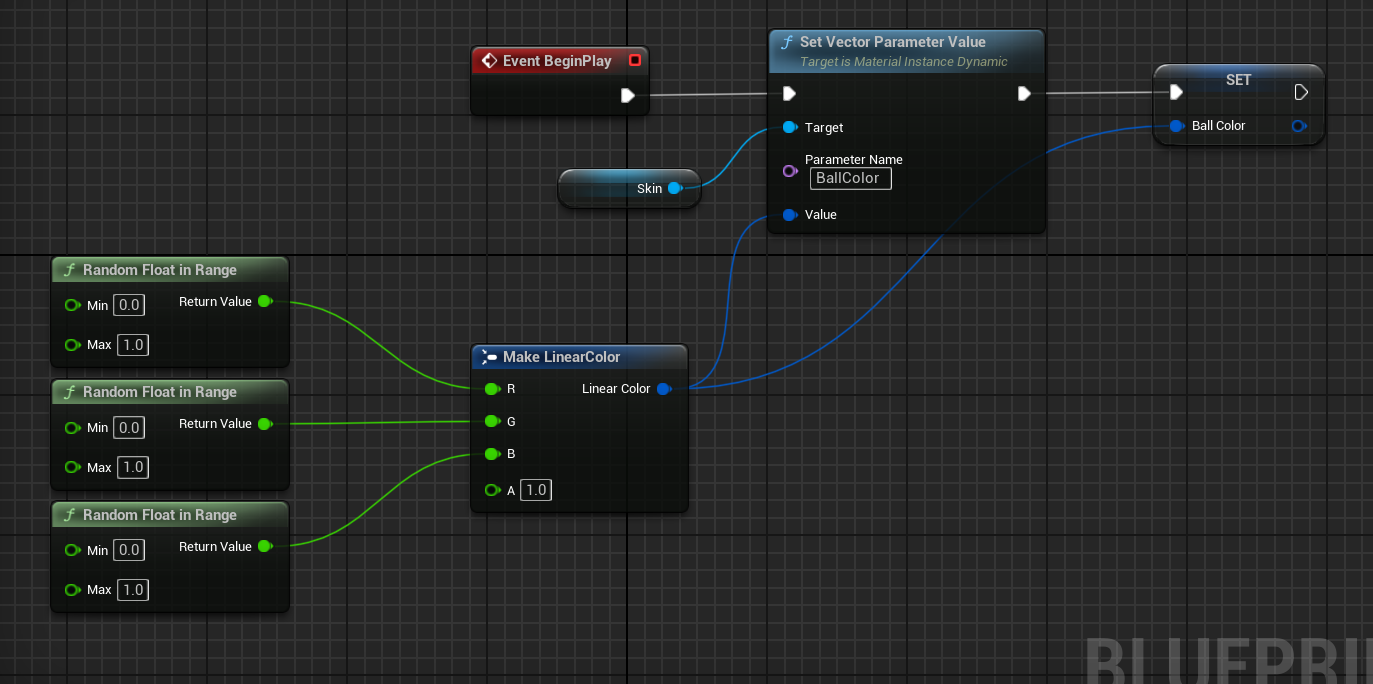 Event BeginPlay
Set Vector Parameter Value
Target is Material Instance Dynamic
Target
Parameter Name
BallColor
Value
SET
Ball Color
Skin
Random Float in Range
Min 0.0 Return Value
Max 1.0
Random Float in Range
Min 0.0 Return Value
Max 1.0
Random Float in Range
Min 0.0 Return Value
Max 1.0
Make LinearColor
R Linear Color
G
B
A 1.0